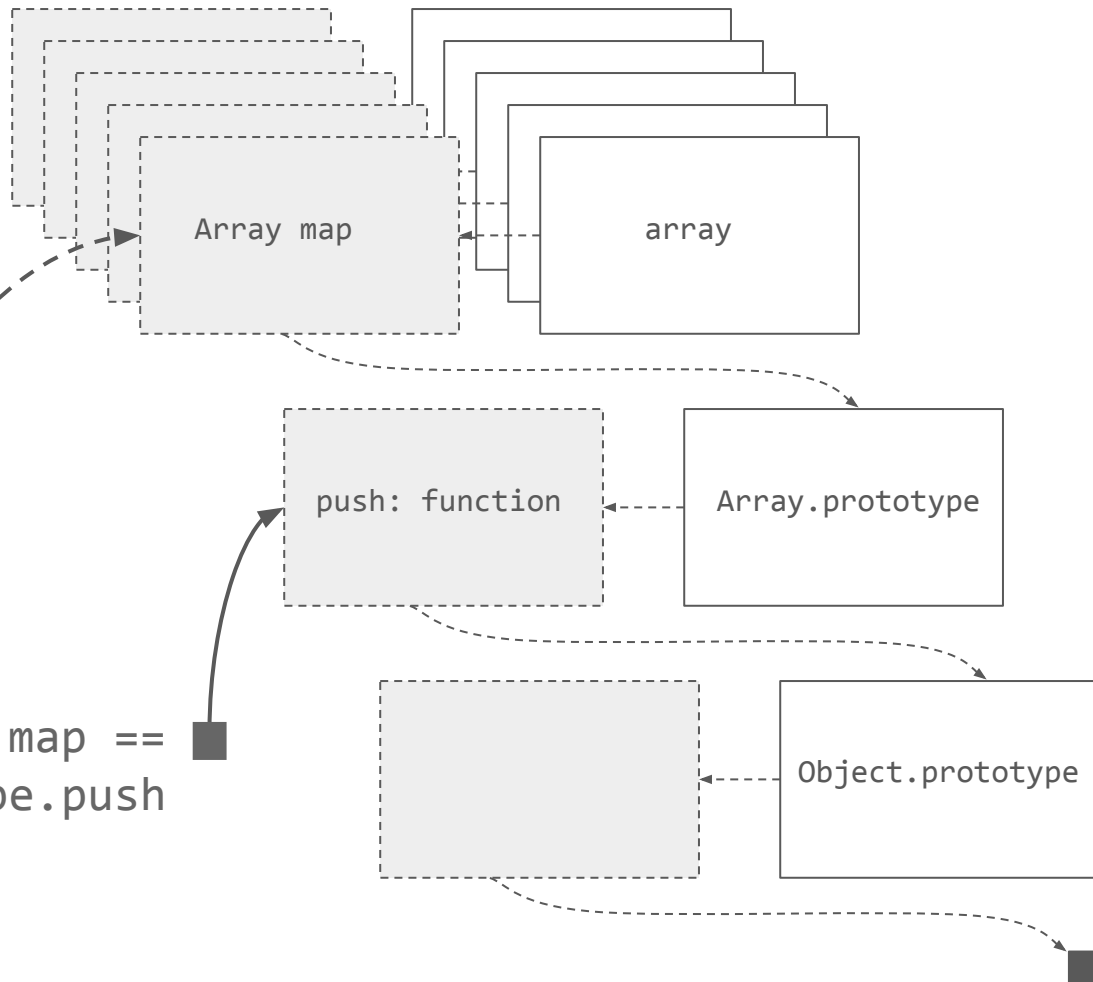 Array map
array
push: function
Array.prototype
map ==
pe.push
Object.prototype